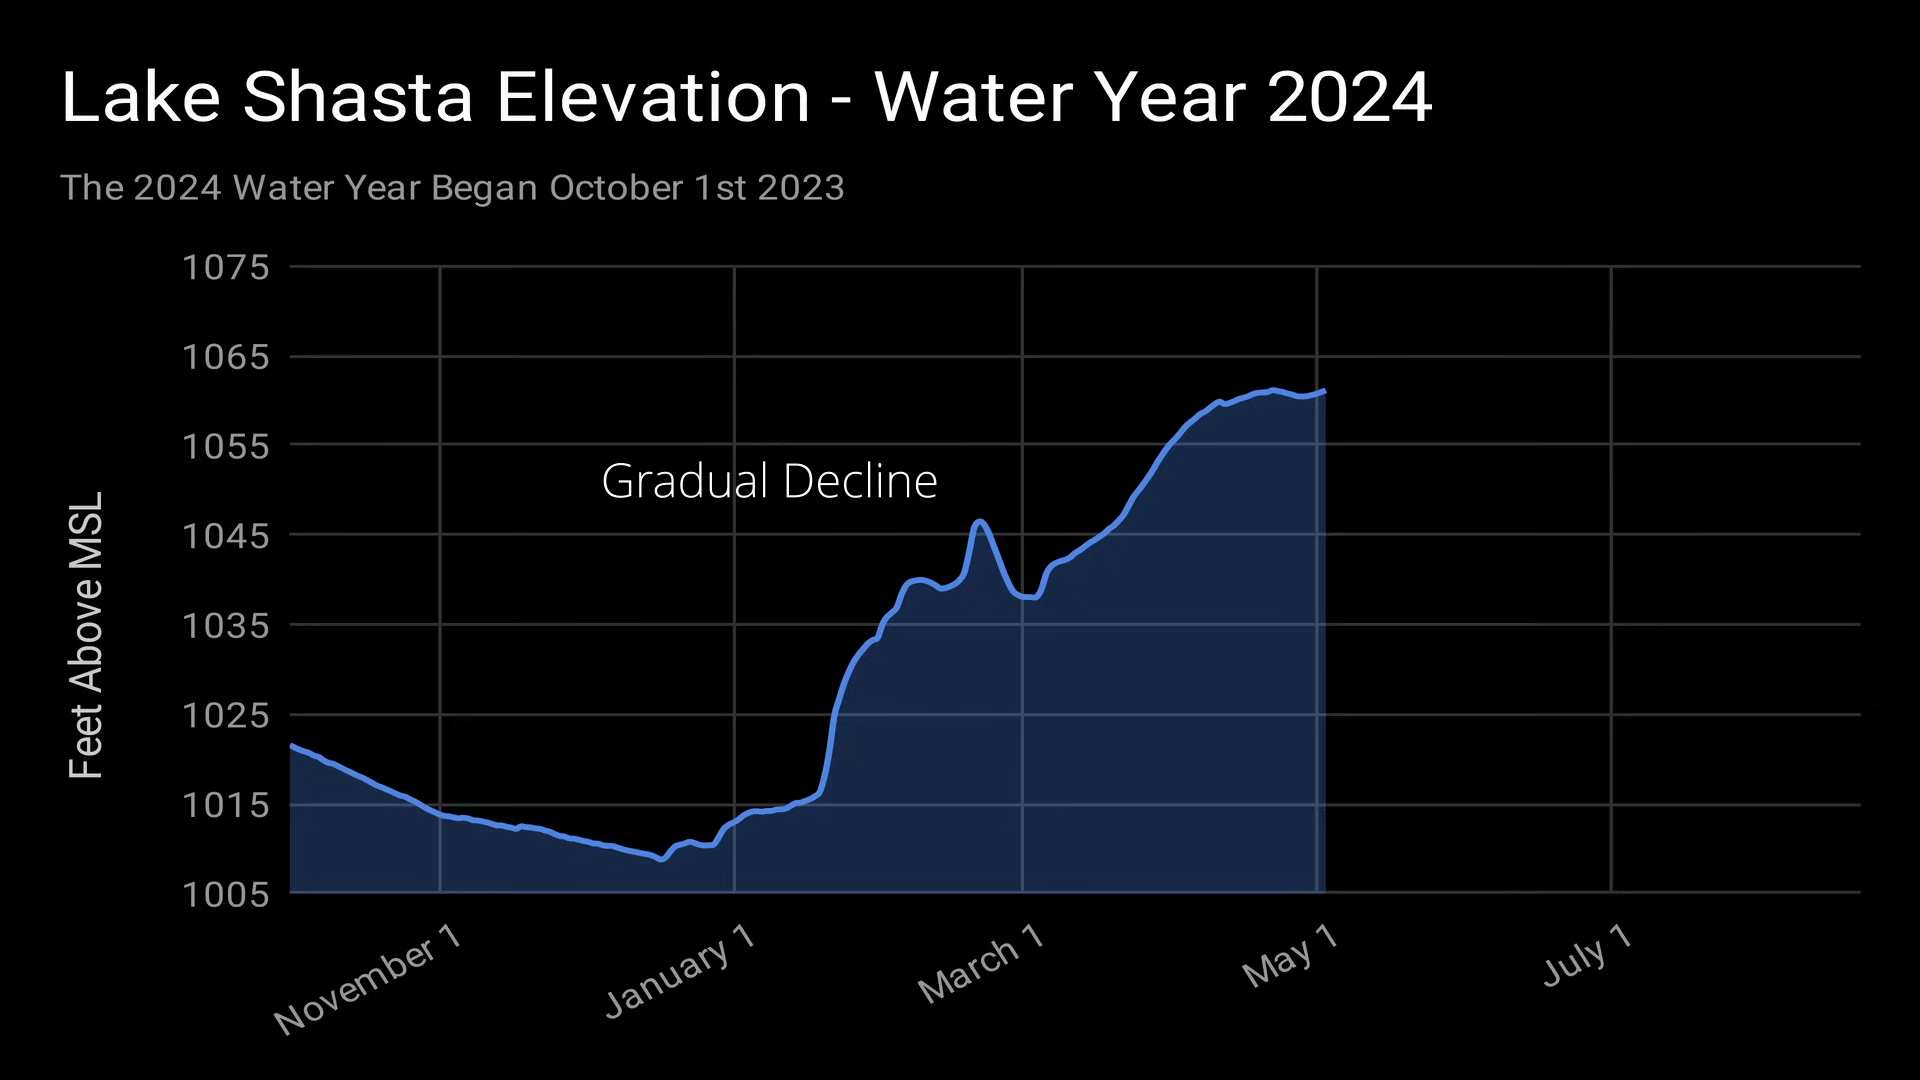 Lake Shasta Elevation - Water Year 2024
The 2024 Water Year Began October 1st 2023
1075
1065
1055
Gradual Decline
1045
1035
1025
1015
1005
Feet Above MSL
November 1
January 1
March 1
May 1
July 1